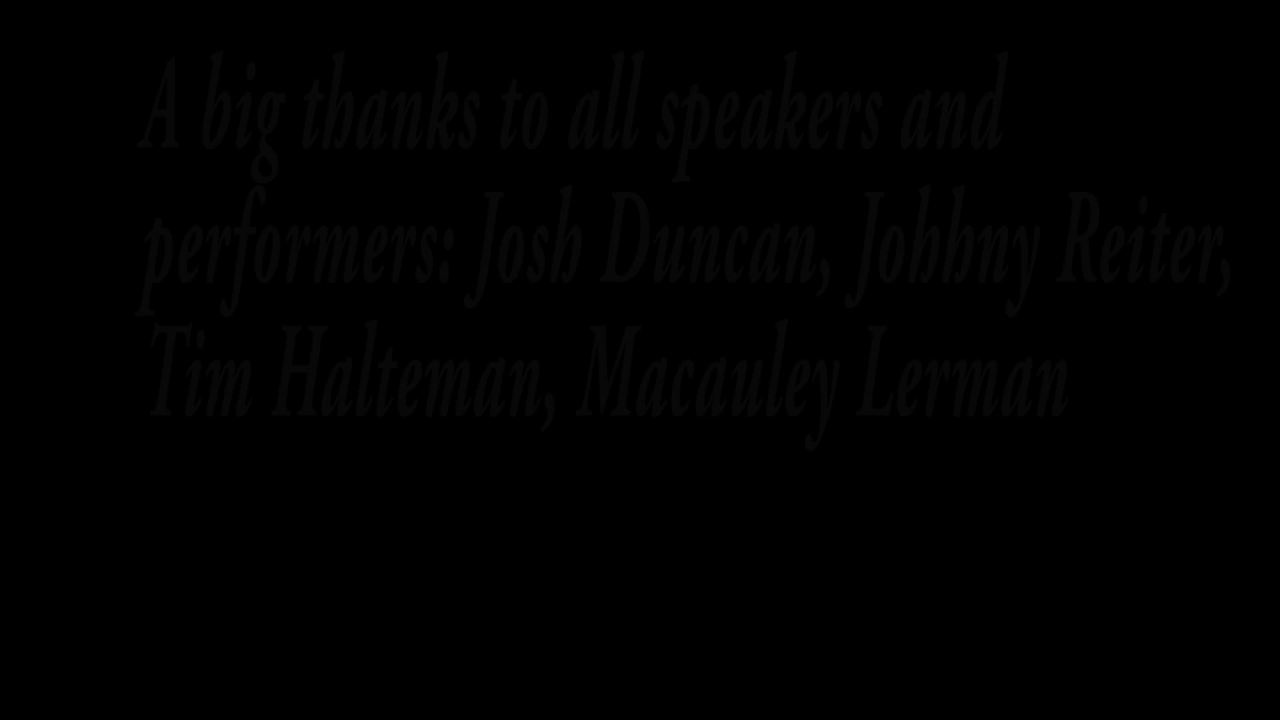 A big thanks to all speakers and
performers: Josh Duncan, Johhny Reiter,
Tim Halteman, Macauley Lerman